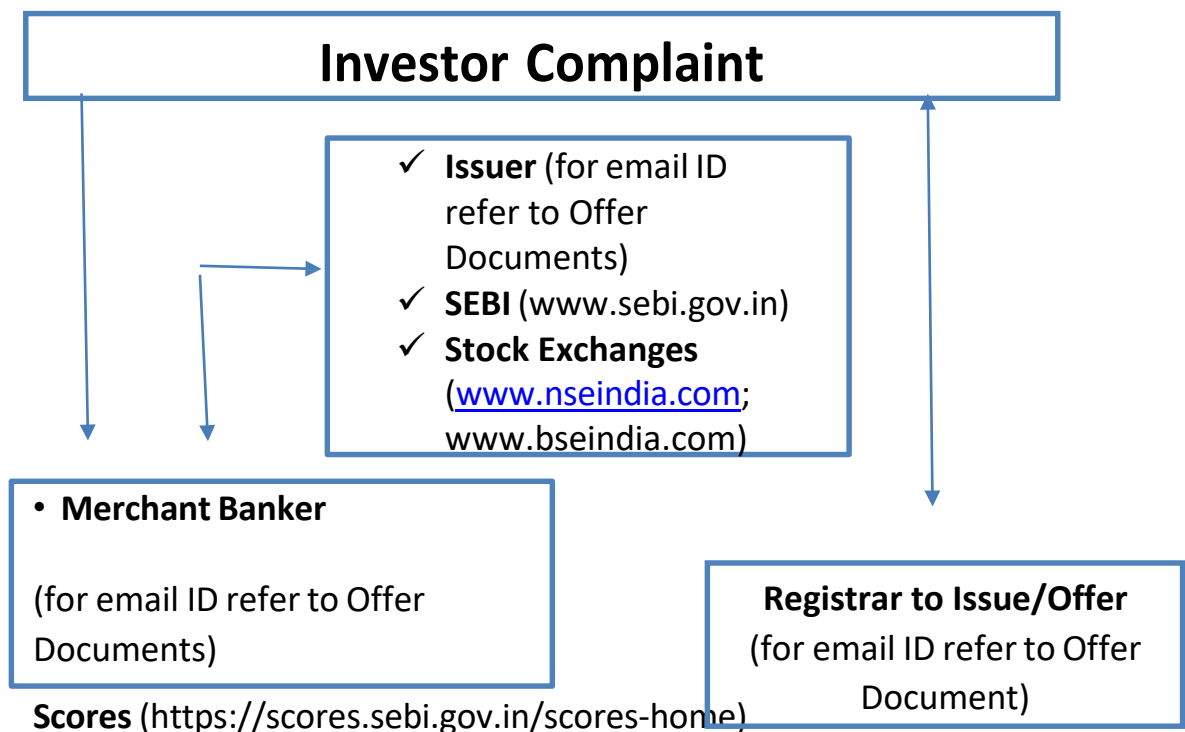 Investor Complaint
✓ Issuer (for email ID
refer to Offer
Documents)
✓ SEBI (www.sebi.gov.in)
✓ Stock Exchanges
(www.nseindia.com;
www.bseindia.com)
• Merchant Banker
(for email ID refer to Offer
Documents)
Registrar to Issue/Offer
(for email ID refer to Offer
Document)
Scores (https://scores.sebi.gov.in/scores-home)